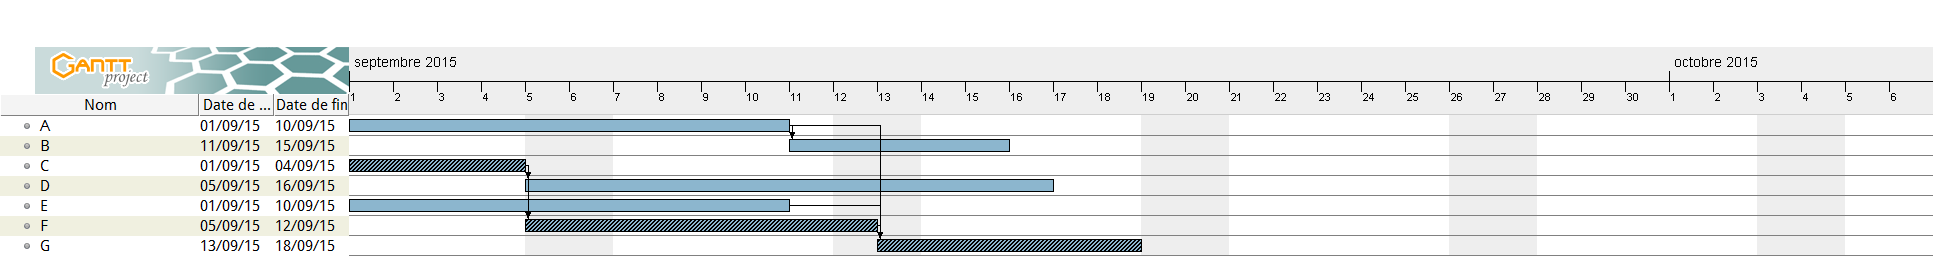 GANTT
project
septembre 2015 octobre 2015
Nom Date de ... Date de fin
1 2 3 4 5 6 7 8 9 10 11 12 13 14 15 16 17 18 19 20 21 22 23 24 25 26 27 28 29 30 1 2 3 4 5 6
A 01/09/15 10/09/15
B 11/09/15 15/09/15
C 01/09/15 04/09/15
D 05/09/15 16/09/15
E 01/09/15 10/09/15
F 05/09/15 12/09/15
G 13/09/15 18/09/15